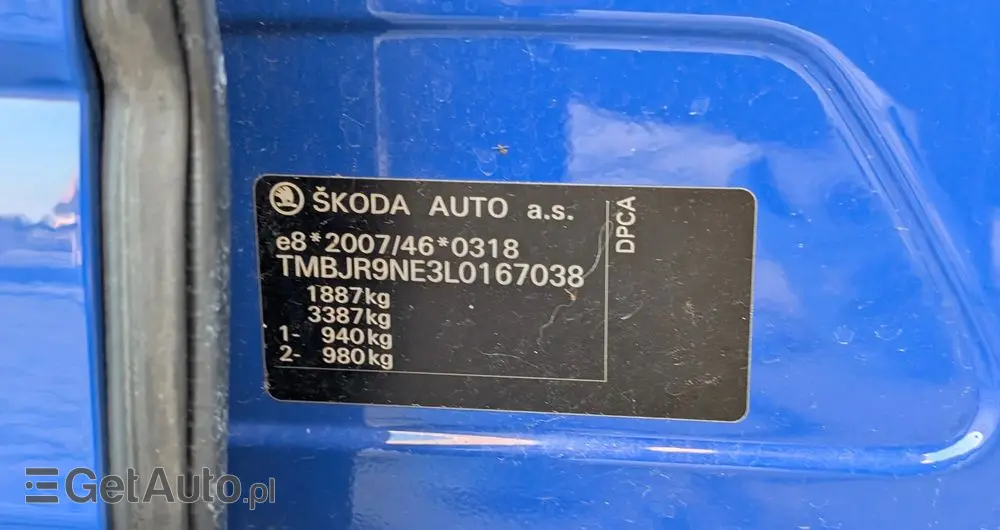 ŠKODA AUTO a.s.
DPCA
e8*2007/46*0318
TMBJR9NE3L0167038
1887kg
3387kg
1- 940kg
2- 980kg
GetAuto.pl